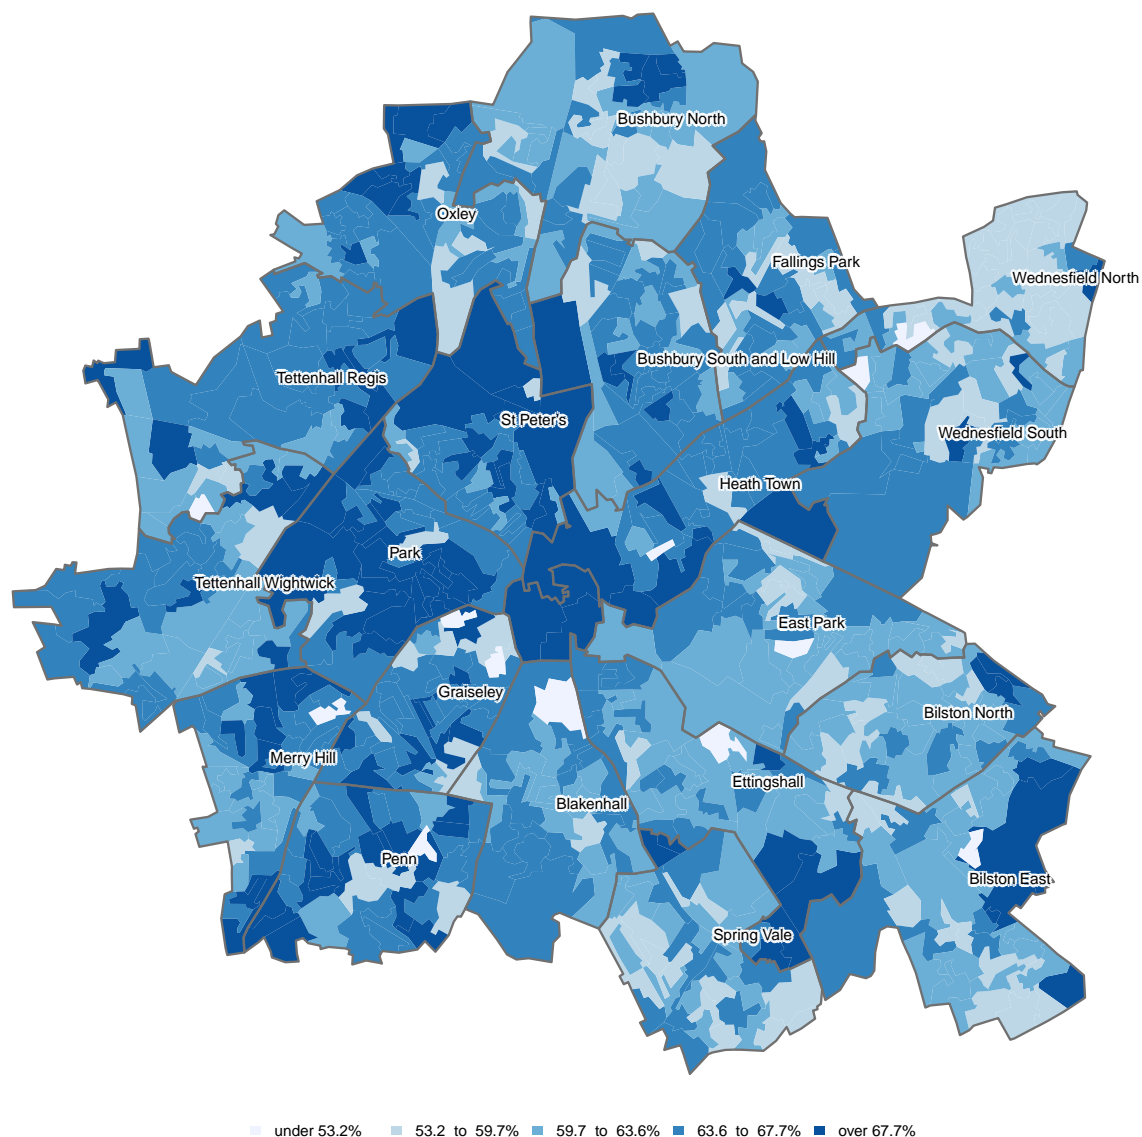 Bushbury North
Oxley
Fallings Park
Wednesfield North
Bushbury South and Low Hill
Tettenhall Regis
St Peter's
Wednesfield South
Heath Town
Park
Tettenhall Wightwick
East Park
Graiseley
Bilston North
Merry Hill
Ettingshall
Blakenhall
Penn
Bilston East
Spring Vale
under 53.2%
53.2 to 59.7%
59.7 to 63.6%
63.6 to 67.7%
over 67.7%